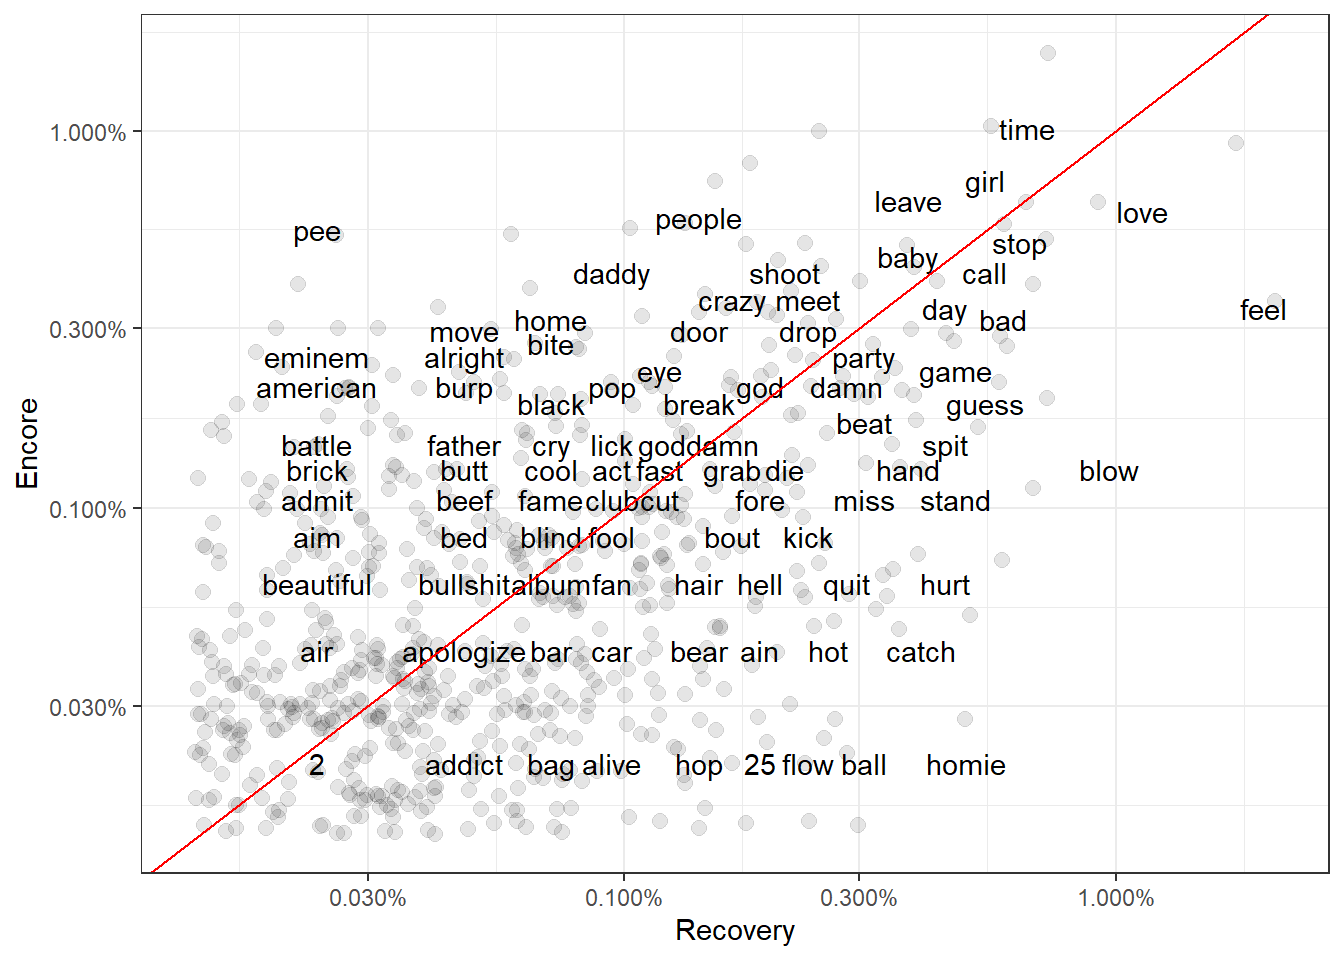 time
1.000%
girl
leave
love
people
pee
stop
baby
daddy
shoot
call
crazy
meet
day
feel
home
bad
0.300%
move
door
drop
bite
eminem
alright
party
eye
game
american
burp
pop
god
damn
black
break
guess
beat
Encore
battle
father
cry
lick
goddamn
spit
brick
butt
cool
act
fast
grab
die
hand
blow
0.100%
admit
beef
fame
club
cut
fore
miss
stand
aim
bed
blind
fool
bout
kick
beautiful
bullshit
album
fan
hair
hell
quit
hurt
air
apologize
bar
car
bear
ain
hot
catch
0.030%
2
addict
bag
alive
hop
25
flow
ball
homie
0.030%
0.100%
0.300%
1.000%
Recovery